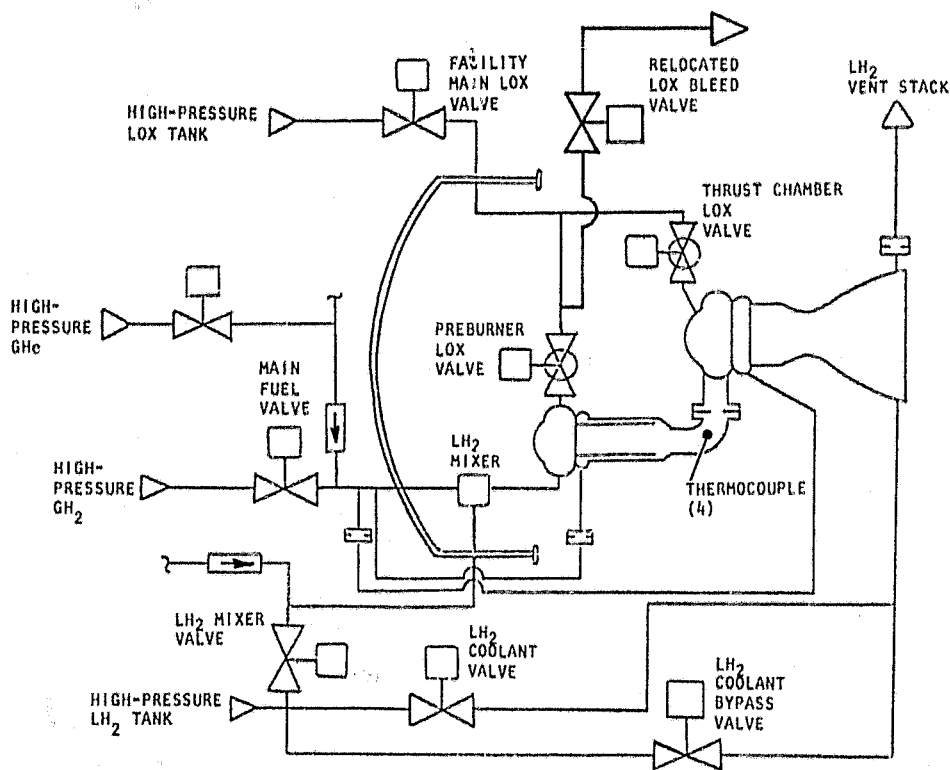 FACILITY
MAIN LOX
VALVE
RELOCATED
LOX BLEED
VALVE
LH2
VENT STACK
HIGH-PRESSURE
LOX TANK
THRUST CHAMBER
LOX
VALVE
HIGH-
PRESSURE
GHe
PREBURNER
LOX
VALVE
MAIN
FUEL
VALVE
LH2
MIXER
HIGH-
PRESSURE
GH2
THERMOCOUPLE
(4)
LH2 MIXER
VALVE
LH2
COOLANT
VALVE
LH2
COOLANT
BYPASS
VALVE
HIGH-PRESSURE
LH2 TANK